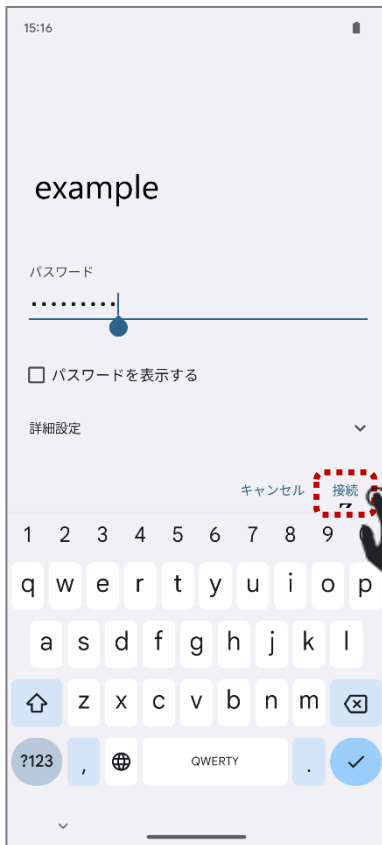 15:16
example
パスワード
•••••••••
パスワードを表示する
詳細設定
キャンセル 接続
1 2 3 4 5 6 7 8 9
q w e r t y u i o p
a s d f g h j k l
z x c v b n m
?123 , QWERTY .